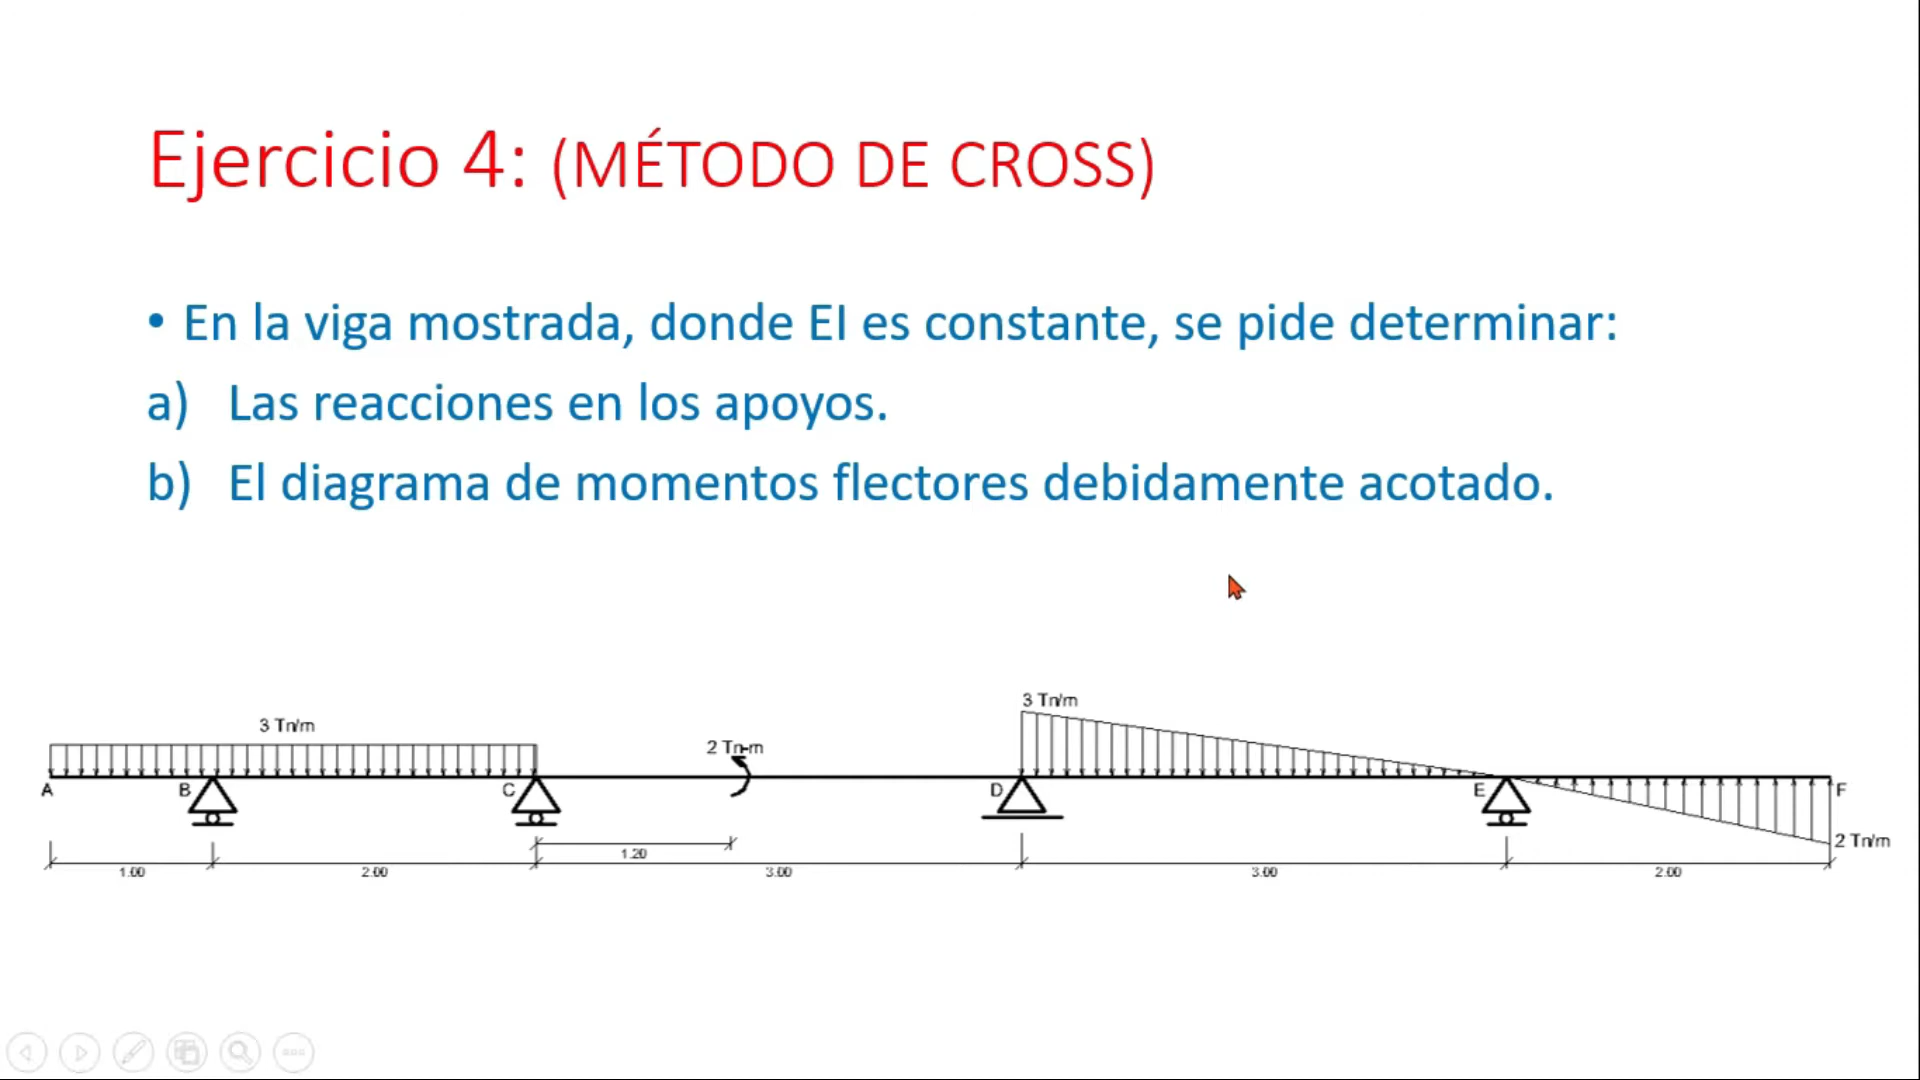 Ejercicio 4: (MÉTODO DE CROSS)
• En la viga mostrada, donde EI es constante, se pide determinar:
a) Las reacciones en los apoyos.
b) El diagrama de momentos flectores debidamente acotado.
3 Tn/m
3 Tn/m
2 Tn-m
A B C D E F
2 Tn/m
1.20
1.00 2.00 3.00 3.00 2.00